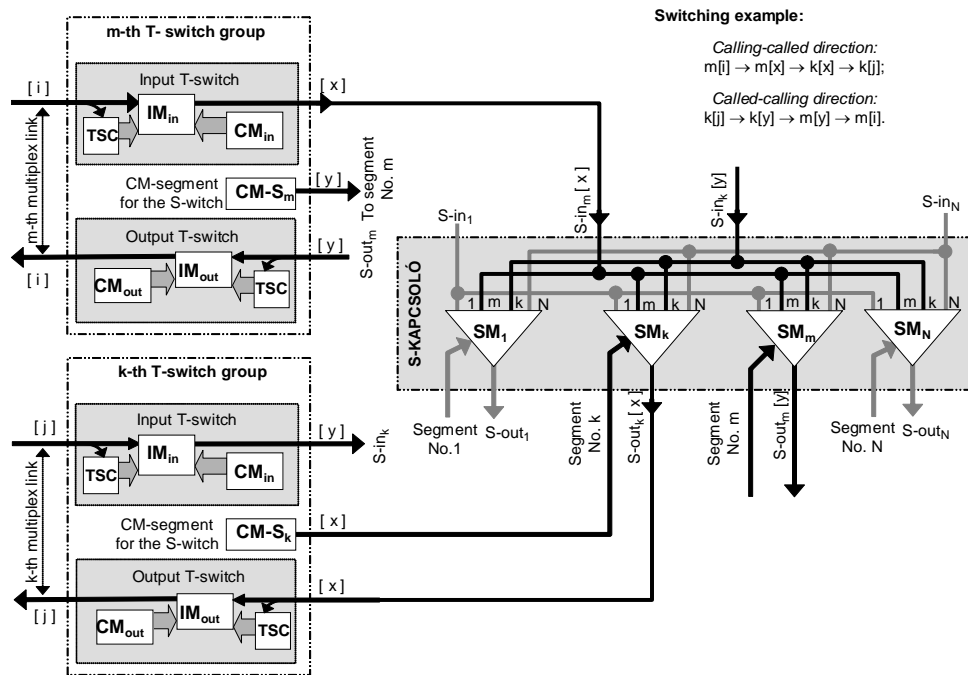 Switching example:
Calling-called direction:
m[i] → m[x] → k[x] → k[j];
Called-calling direction:
k[j] → k[y] → m[y] → m[i].
m-th T- switch group
Input T-switch
[ i ]
[ x ]
IMin
TSC
CMin
m-th multiplex link
CM-segment
for the S-switch
CM-Sm
[ y ]
To segment
No. m
Output T-switch
[ y ]
S-outm
IMout
CMout
TSC
[ i ]
k-th T-switch group
Input T-switch
[ j ]
[ y ]
S-ink
IMin
TSC
CMin
k-th multiplex link
CM-segment
for the S-switch
CM-Sk
[ x ]
Output T-switch
[ x ]
IMout
CMout
TSC
[ j ]
S-in1
S-inm [ x ]
S-ink [y]
S-inN
S-KAPCSOLÓ
1 m k N
1 m k N
1 m k N
1 m k N
SM1
SMk
SMm
SMN
Segment
No.1
S-out1
Segment
No. k
S-outk [ x ]
Segment
No. m
S-outm [y]
Segment
No. N
S-outN